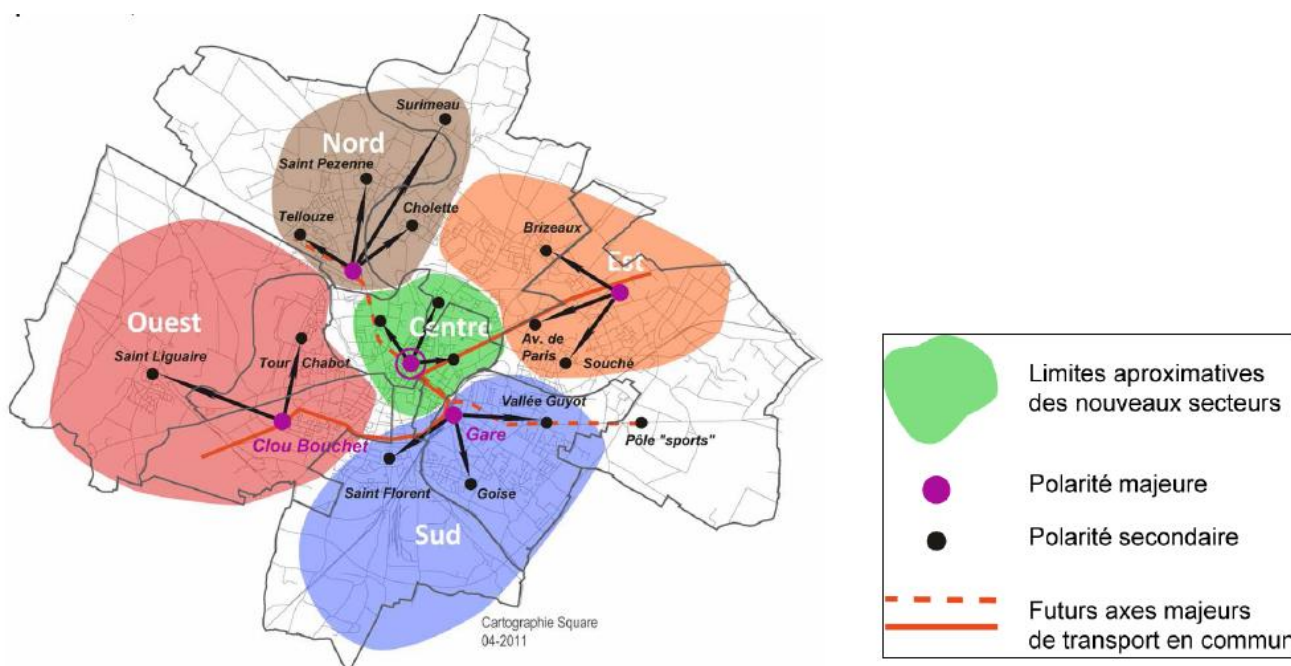 Surimeau
Nord
Saint Pezenne
Cholette
Tellouze
Brizeaux
Est
Ouest
Centre
Saint Liguaire
Tour Chabot
Av. de
Paris
Souché
Vallée Guyot
Clou Bouchet
Gare
Pôle "sports"
Saint Florent
Goise
Sud
Cartographie Square
04-2011
Limites aproximatives
des nouveaux secteurs
Polarité majeure
Polarité secondaire
Futurs axes majeurs
de transport en commun